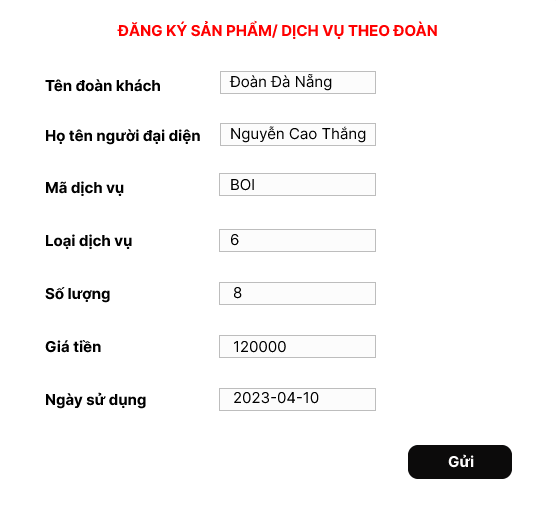 ĐĂNG KÝ SẢN PHẨM/ DỊCH VỤ THEO ĐOÀN
Tên đoàn khách Đoàn Đà Nẵng
Họ tên người đại diện Nguyễn Cao Thắng
Mã dịch vụ BOI
Loại dịch vụ 6
Số lượng 8
Giá tiền 120000
Ngày sử dụng 2023-04-10
Gửi